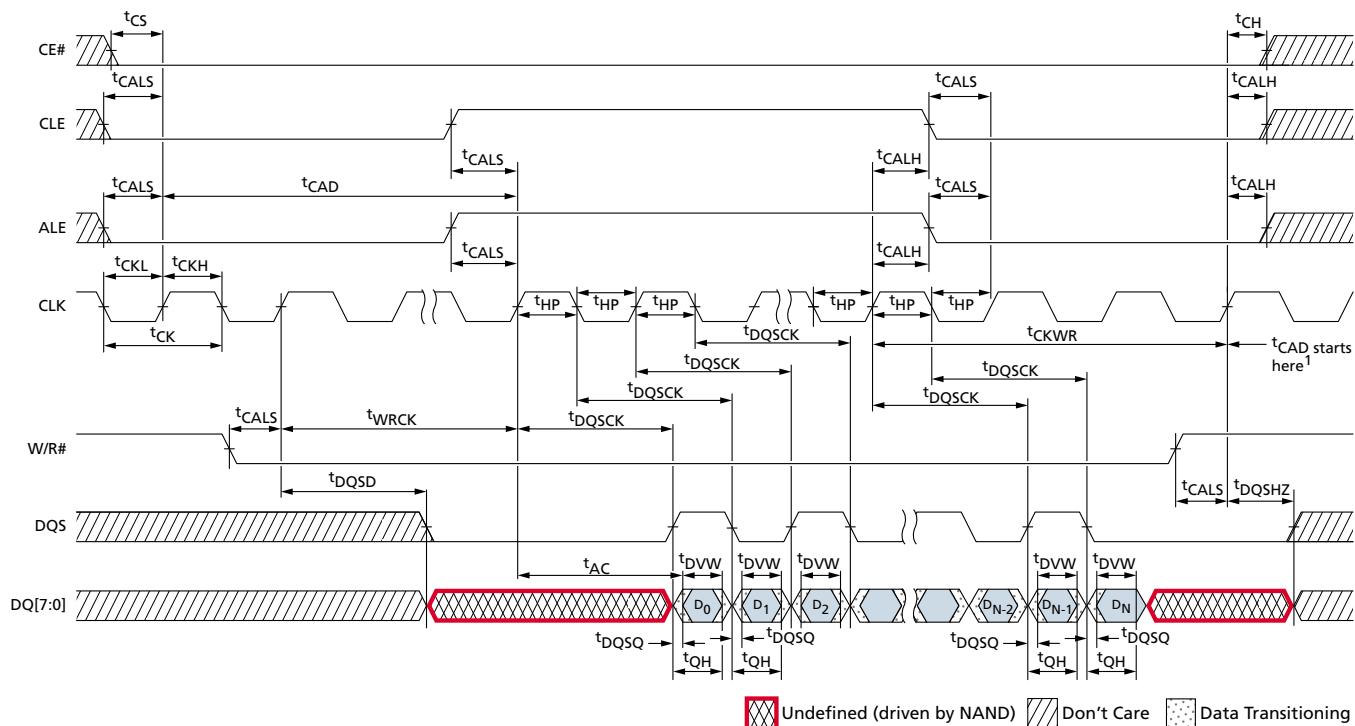 tCS
tCH
CE#
tCALS
tCALS
tCALH
CLE
tCALS
tCALH
tCALS
tCAD
tCALS
tCALH
ALE
tCALS
tCALH
tCKL
tCKH
CLK
tHP
tHP
tHP
tHP
tHP
tHP
tCK
tDQSCK
tCKWR
tCAD starts
here1
tDQSCK
tDQSCK
tDQSCK
tDQSCK
tCALS
tWRCK
tDQSCK
W/R#
tDQSD
tCALS
tDQSHZ
DQS
tAC
tDVW
tDVW
tDVW
tDVW
tDVW
DQ[7:0]
D0
D1
D2
DN-2
DN-1
DN
tDQSQ
tDQSQ
tDQSQ
tDQSQ
tQH
tQH
tQH
tQH
Undefined (driven by NAND)
Don't Care
Data Transitioning